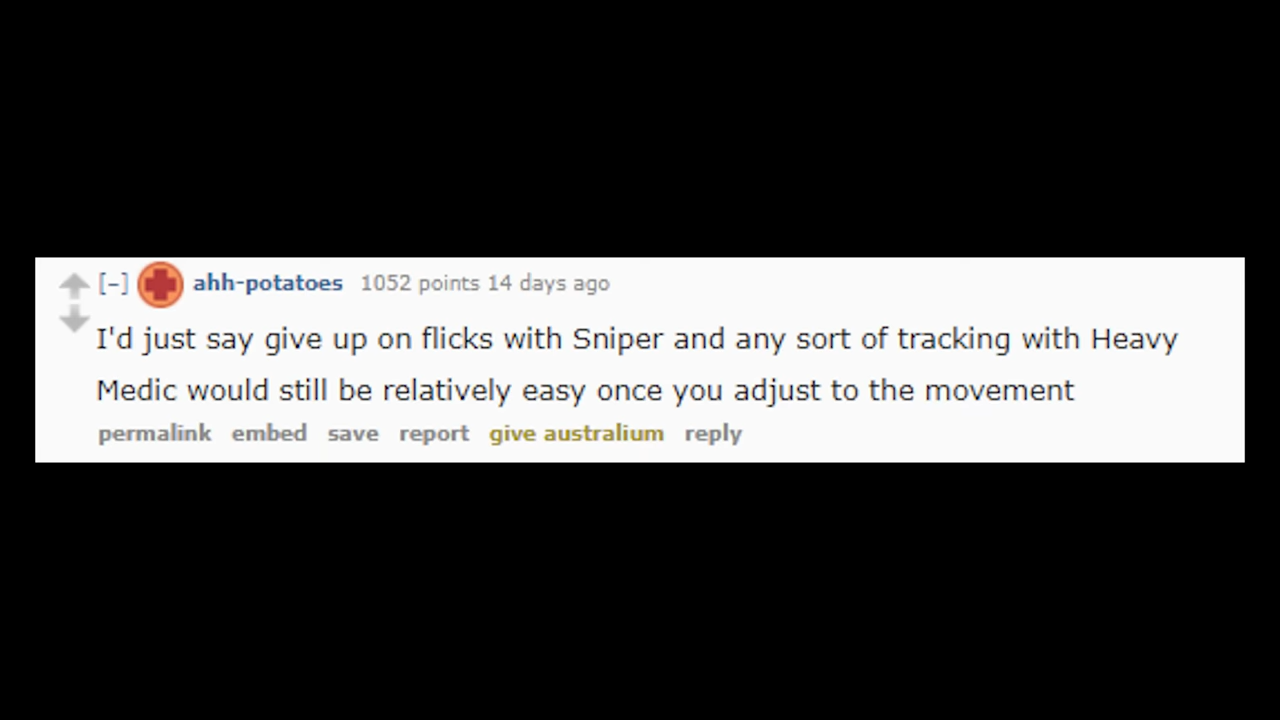 [–] ahh-potatoes 1052 points 14 days ago
I'd just say give up on flicks with Sniper and any sort of tracking with Heavy
Medic would still be relatively easy once you adjust to the movement
permalink embed save report give australium reply